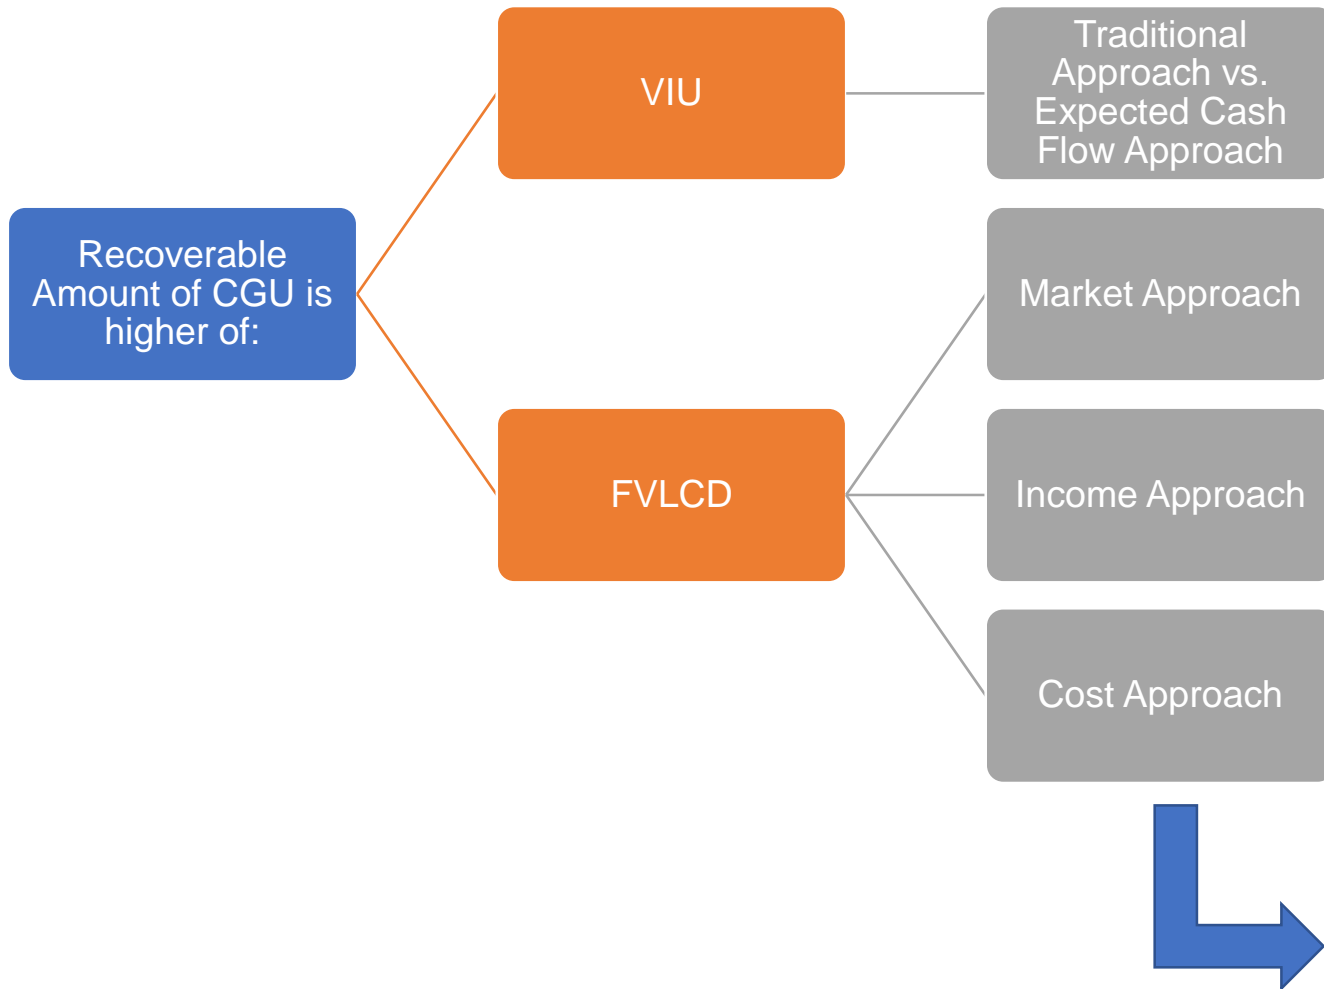 Recoverable
Amount of CGU is
higher of:
VIU
Traditional
Approach vs.
Expected Cash
Flow Approach
FVLCD
Market Approach
Income Approach
Cost Approach